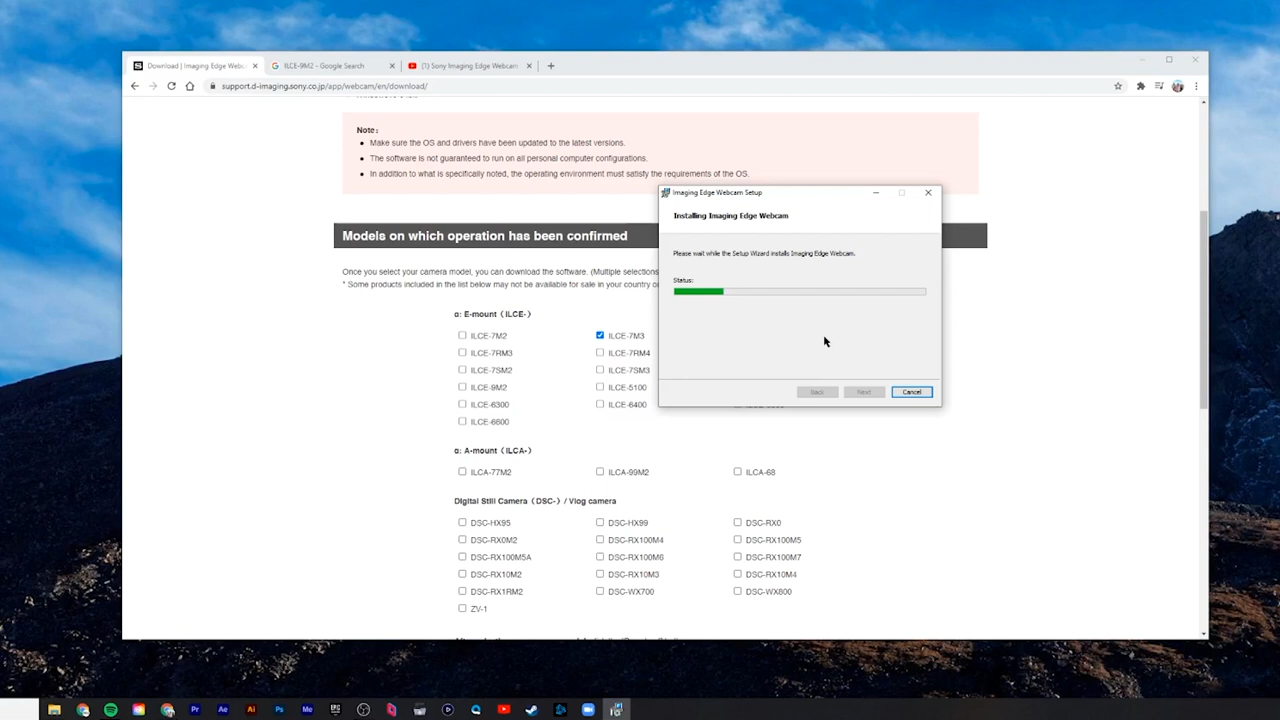 Download | Imaging Edge Webc
ILCE-9M2 - Google Search
(1) Sony Imaging Edge Webcam
support.d-imaging.sony.co.jp/app/webcam/en/download/
Note :
Make sure the OS and drivers have been updated to the latest versions.
The software is not guaranteed to run on all personal computer configurations.
In addition to what is specifically noted, the operating environment must satisfy the requirements of the OS.
Imaging Edge Webcam Setup
Installing Imaging Edge Webcam
Please wait while the Setup Wizard installs Imaging Edge Webcam.
Status:
Back
Next
Cancel
Models on which operation has been confirmed
Once you select your camera model, you can download the software. (Multiple selections
* Some products included in the list below may not be available for sale in your country o
α: E-mount（ILCE-）
ILCE-7M2
ILCE-7M3
ILCE-7RM3
ILCE-7RM4
ILCE-7SM2
ILCE-7SM3
ILCE-9M2
ILCE-5100
ILCE-6300
ILCE-6400
ILCE-6600
α: A-mount（ILCA-）
ILCA-77M2
ILCA-99M2
ILCA-68
Digital Still Camera（DSC-）/ Vlog camera
DSC-HX95
DSC-HX99
DSC-RX0
DSC-RX0M2
DSC-RX100M4
DSC-RX100M5
DSC-RX100M5A
DSC-RX100M6
DSC-RX100M7
DSC-RX10M2
DSC-RX10M3
DSC-RX10M4
DSC-RX1RM2
DSC-WX700
DSC-WX800
ZV-1
Pr
Ae
Ai
Ps
Me
EPIC